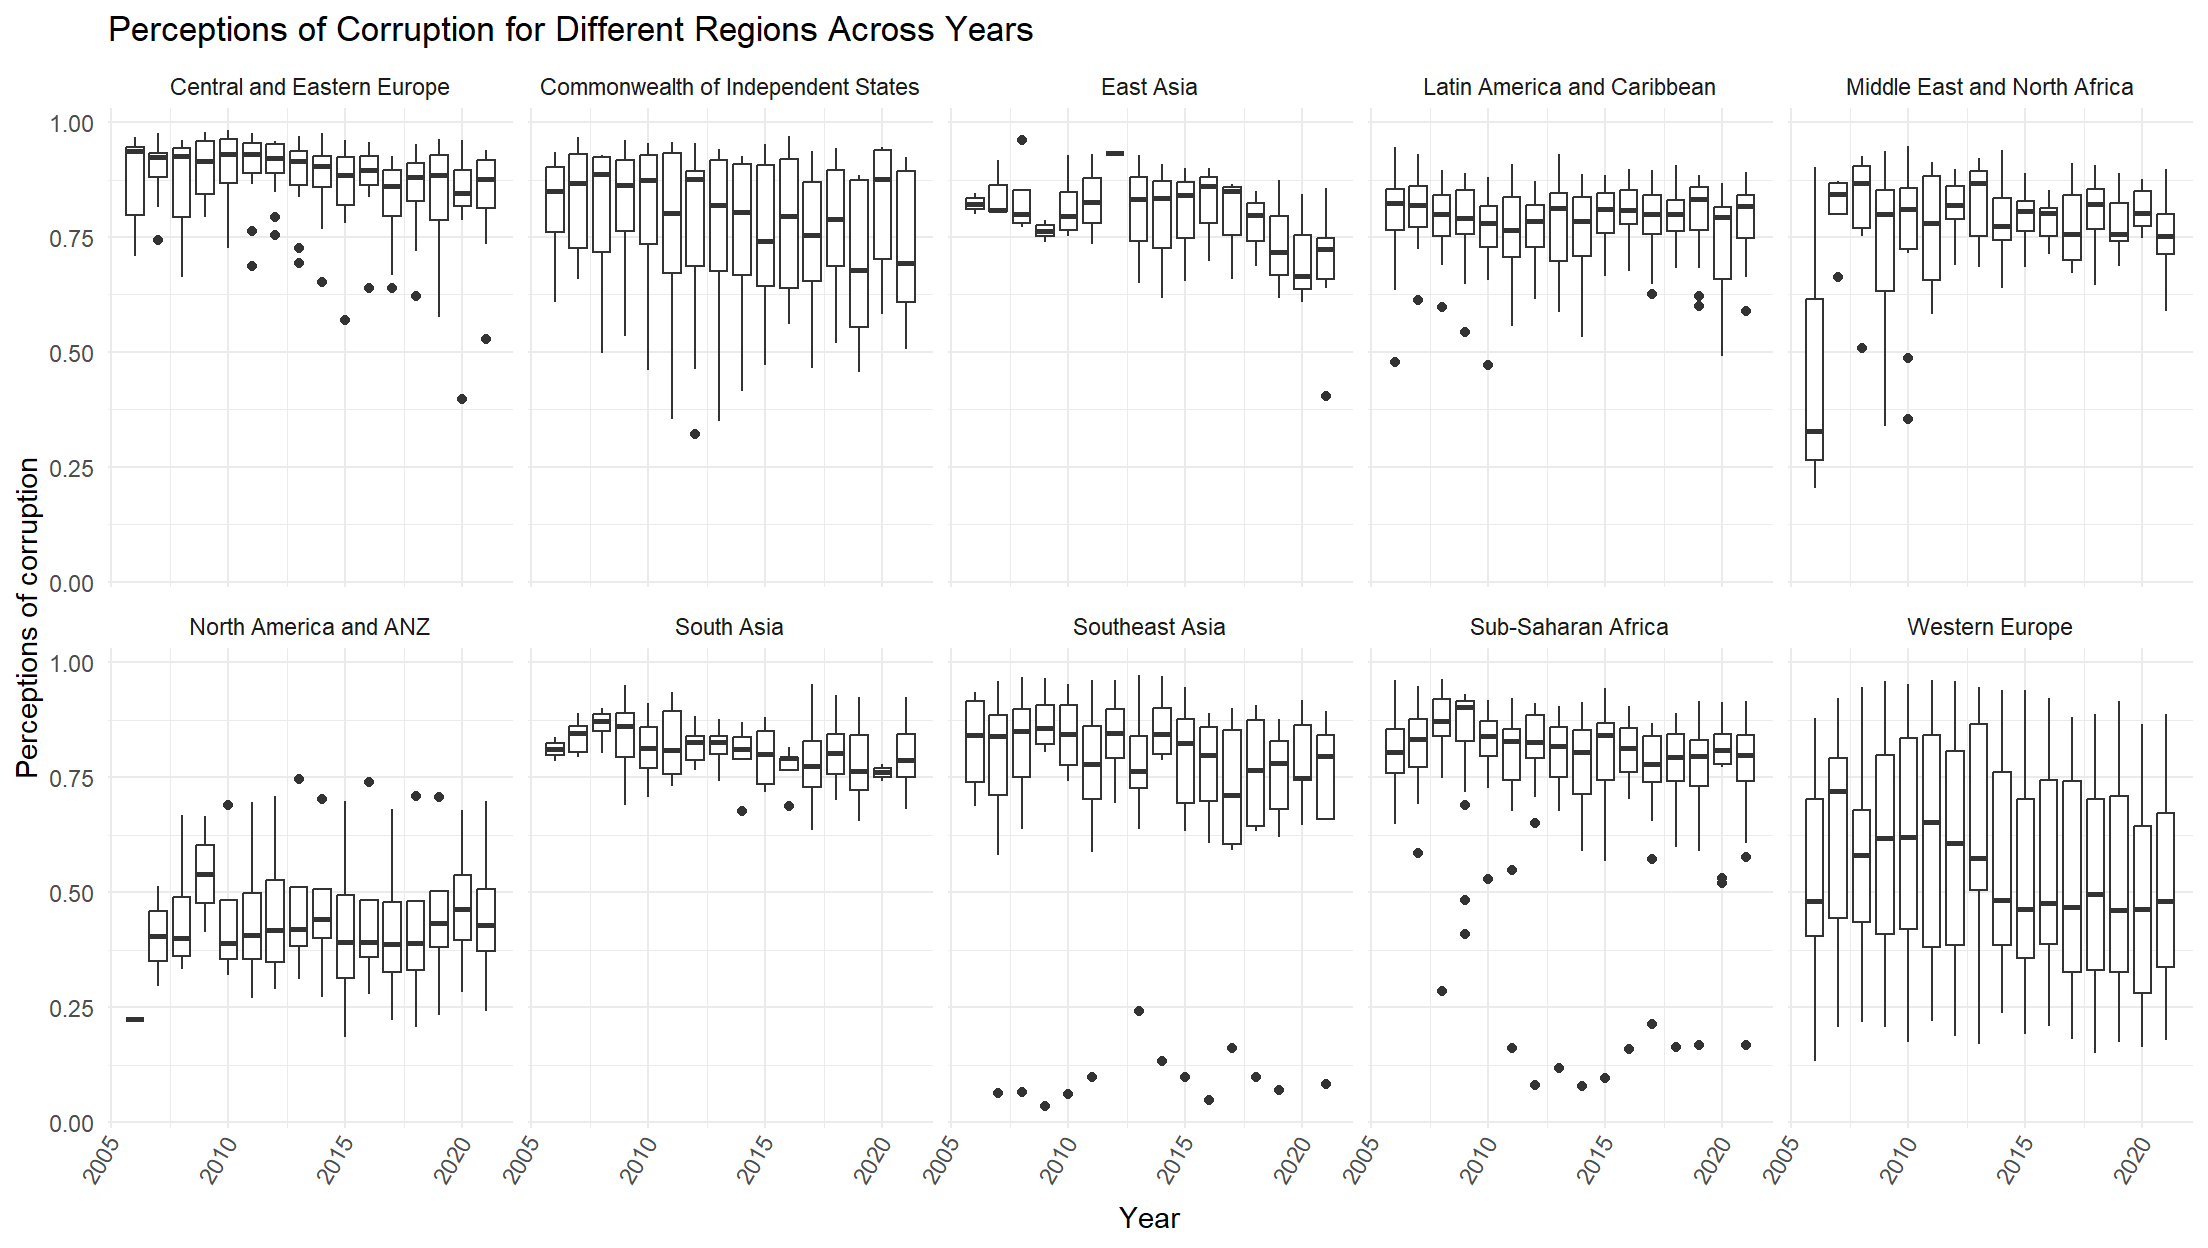 Perceptions of Corruption for Different Regions Across Years
Central and Eastern Europe
Commonwealth of Independent States
East Asia
Latin America and Caribbean
Middle East and North Africa
1.00
0.75
0.50
0.25
0.00
Perceptions of corruption
North America and ANZ
South Asia
Southeast Asia
Sub-Saharan Africa
Western Europe
1.00
0.75
0.50
0.25
0.00
2005
2010
2015
2020
2005
2010
2015
2020
2005
2010
2015
2020
2005
2010
2015
2020
2005
2010
2015
2020
Year